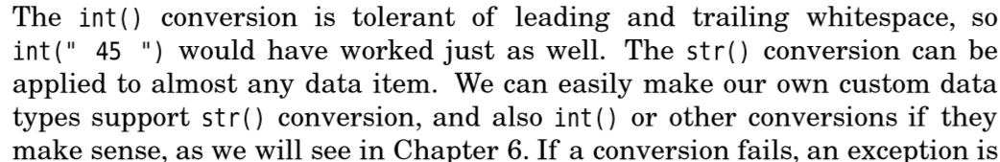 The int() conversion is tolerant of leading and trailing whitespace, so
int(" 45 ") would have worked just as well. The str() conversion can be
applied to almost any data item. We can easily make our own custom data
types support str() conversion, and also int() or other conversions if they
make sense, as we will see in Chapter 6. If a conversion fails, an exception is